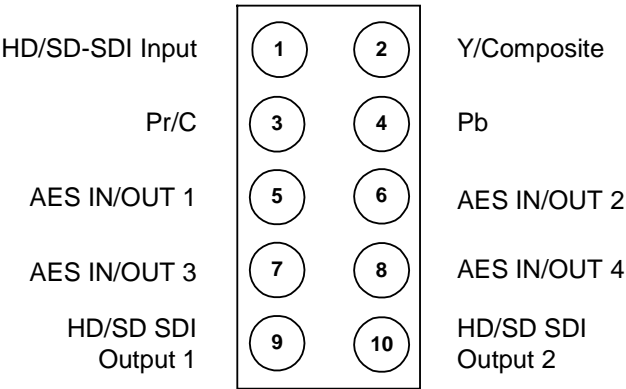 HD/SD-SDI Input 1 2 Y/Composite
Pr/C 3 4 Pb
AES IN/OUT 1 5 6 AES IN/OUT 2
AES IN/OUT 3 7 8 AES IN/OUT 4
HD/SD SDI
Output 1
9 10
HD/SD SDI
Output 2